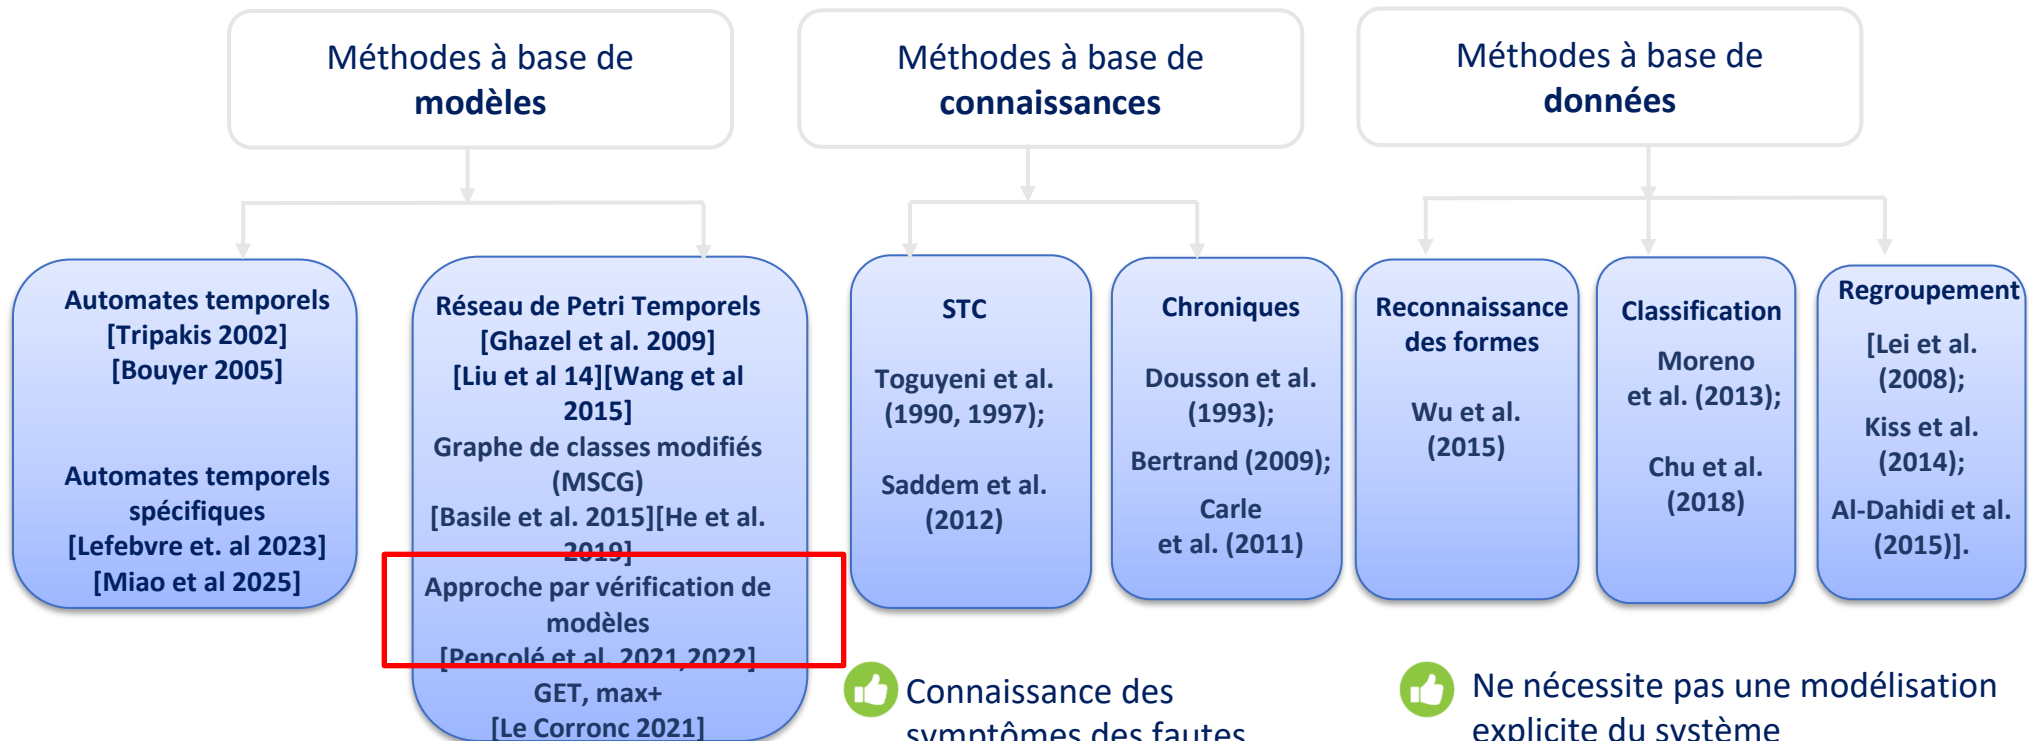 Méthodes à base de
modèles
Méthodes à base de
connaissances
Méthodes à base de
données
Automates temporels
[Tripakis 2002]
[Bouyer 2005]
Automates temporels
spécifiques
[Lefebvre et. al 2023]
[Miao et al 2025]
Réseau de Petri Temporels
[Ghazel et al. 2009]
[Liu et al 14][Wang et al
2015]
Graphe de classes modifiés
(MSCG)
[Basile et al. 2015][He et al.
2019]
Approche par vérification de
modèles
[Pencolé et al. 2021,2022]
GET, max+
[Le Corronc 2021]
STC
Toguyeni et al.
(1990, 1997);
Saddem et al.
(2012)
Chroniques
Dousson et al.
(1993);
Bertrand (2009);
Carle
et al. (2011)
Reconnaissance
des formes
Wu et al.
(2015)
Classification
Moreno
et al. (2013);
Chu et al.
(2018)
Regroupement
[Lei et al.
(2008);
Kiss et al.
(2014);
Al-Dahidi et al.
(2015)].
Connaissance des
symptômes des fautes
Ne nécessite pas une modélisation
explicite du système